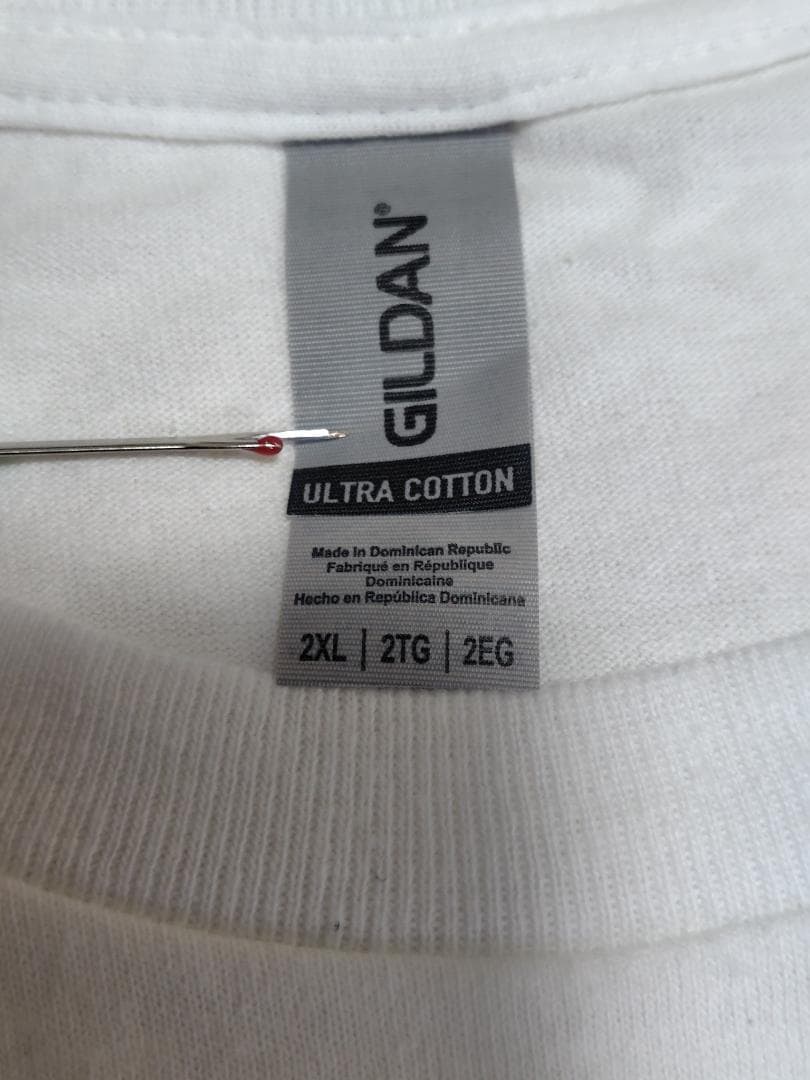 GILDAN®
ULTRA COTTON
Made in Dominican Republic
Fabriqué en République
Dominicaine
Hecho en República Dominicana
2XL | 2TG | 2EG